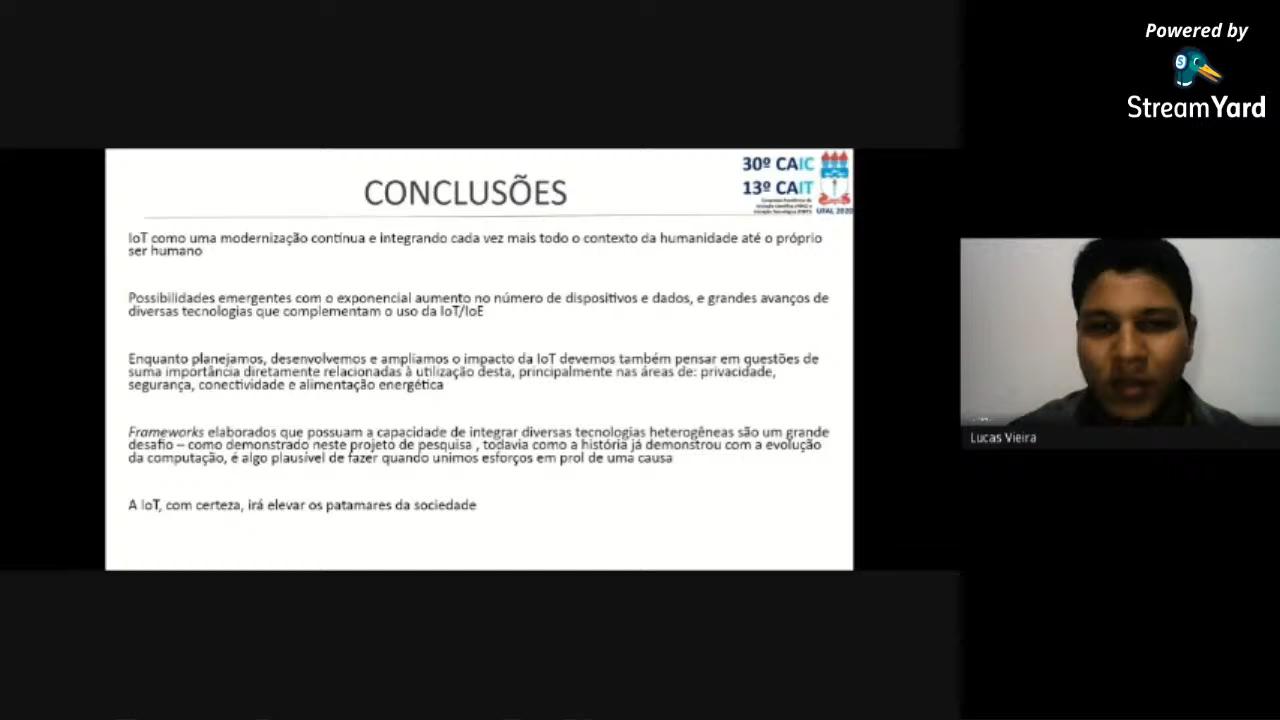 Powered by
StreamYard
30º CAIC
13º CAIT
UFAL 2020
CONCLUSÕES
IoT como uma modernização contínua e integrando cada vez mais todo o contexto da humanidade até o próprio
ser humano
Possibilidades emergentes com o exponencial aumento no número de dispositivos e dados, e grandes avanços de
diversas tecnologias que complementam o uso da IoT/IoE
Enquanto planejamos, desenvolvemos e ampliamos o impacto da IoT devemos também pensar em questões de
suma importância diretamente relacionadas à utilização desta, principalmente nas áreas de: privacidade,
segurança, conectividade e alimentação energética
Frameworks elaborados que possuam a capacidade de integrar diversas tecnologias heterogêneas são um grande
desafio – como demonstrado neste projeto de pesquisa , todavia como a história já demonstrou com a evolução
da computação, é algo plausível de fazer quando unimos esforços em prol de uma causa
A IoT, com certeza, irá elevar os patamares da sociedade
Lucas Vieira